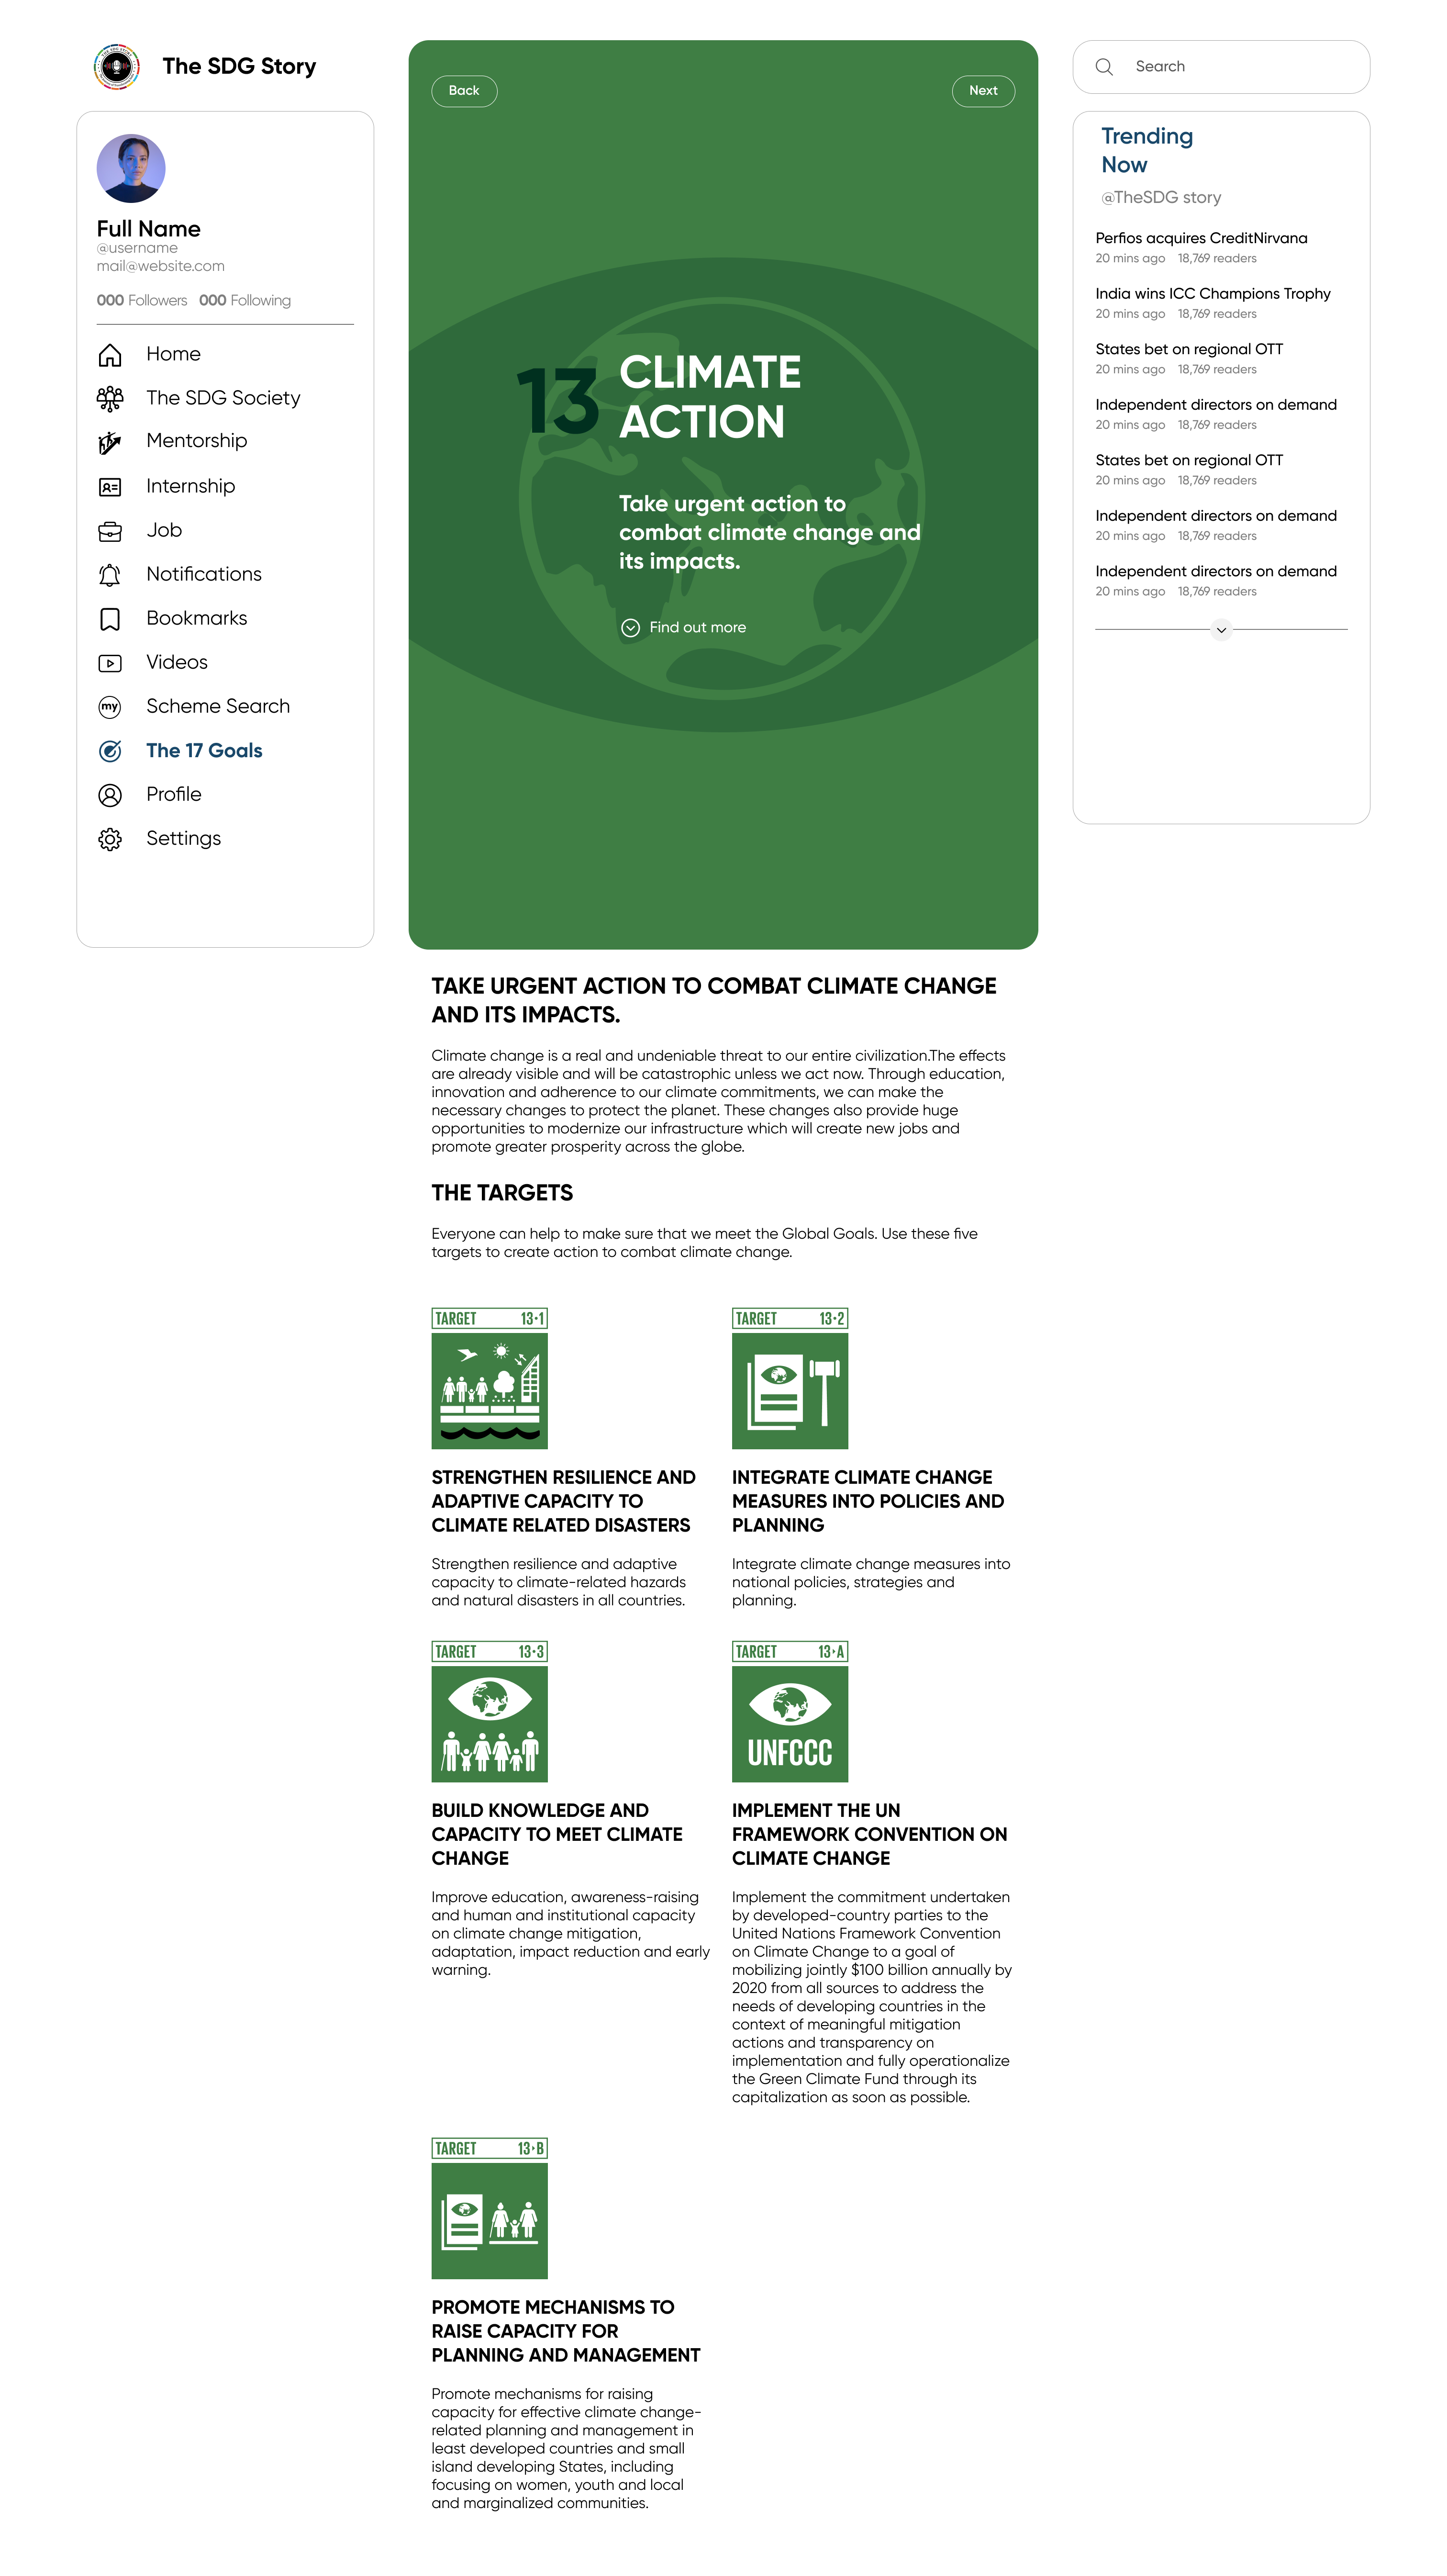 The SDG Story
Full Name
@username
mail@website.com
000 Followers 000 Following
Home
The SDG Society
Mentorship
Internship
Job
Notifications
Bookmarks
Videos
my
Scheme Search
The 17 Goals
Profile
Settings
Back
Next
13
CLIMATE
ACTION
Take urgent action to
combat climate change and
its impacts.
Find out more
Search
Trending
Now
@TheSDG story
Perfios acquires CreditNirvana
20 mins ago 18,769 readers
India wins ICC Champions Trophy
20 mins ago 18,769 readers
States bet on regional OTT
20 mins ago 18,769 readers
Independent directors on demand
20 mins ago 18,769 readers
States bet on regional OTT
20 mins ago 18,769 readers
Independent directors on demand
20 mins ago 18,769 readers
Independent directors on demand
20 mins ago 18,769 readers
TAKE URGENT ACTION TO COMBAT CLIMATE CHANGE
AND ITS IMPACTS.
Climate change is a real and undeniable threat to our entire civilization.The effects
are already visible and will be catastrophic unless we act now. Through education,
innovation and adherence to our climate commitments, we can make the
necessary changes to protect the planet. These changes also provide huge
opportunities to modernize our infrastructure which will create new jobs and
promote greater prosperity across the globe.
THE TARGETS
Everyone can help to make sure that we meet the Global Goals. Use these five
targets to create action to combat climate change.
TARGET 13·1
STRENGTHEN RESILIENCE AND
ADAPTIVE CAPACITY TO
CLIMATE RELATED DISASTERS
Strengthen resilience and adaptive
capacity to climate-related hazards
and natural disasters in all countries.
TARGET 13·2
INTEGRATE CLIMATE CHANGE
MEASURES INTO POLICIES AND
PLANNING
Integrate climate change measures into
national policies, strategies and
planning.
TARGET 13·3
BUILD KNOWLEDGE AND
CAPACITY TO MEET CLIMATE
CHANGE
Improve education, awareness-raising
and human and institutional capacity
on climate change mitigation,
adaptation, impact reduction and early
warning.
TARGET 13·A
UNFCCC
IMPLEMENT THE UN
FRAMEWORK CONVENTION ON
CLIMATE CHANGE
Implement the commitment undertaken
by developed-country parties to the
United Nations Framework Convention
on Climate Change to a goal of
mobilizing jointly $100 billion annually by
2020 from all sources to address the
needs of developing countries in the
context of meaningful mitigation
actions and transparency on
implementation and fully operationalize
the Green Climate Fund through its
capitalization as soon as possible.
TARGET 13·B
PROMOTE MECHANISMS TO
RAISE CAPACITY FOR
PLANNING AND MANAGEMENT
Promote mechanisms for raising
capacity for effective climate change-
related planning and management in
least developed countries and small
island developing States, including
focusing on women, youth and local
and marginalized communities.